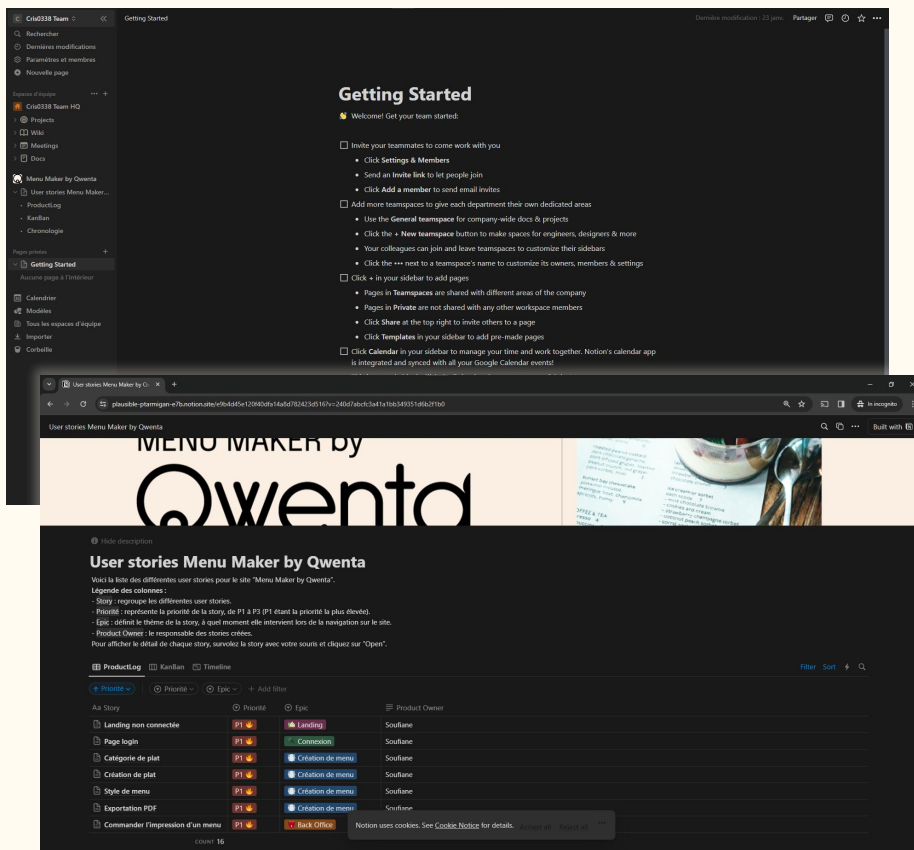 C Cris0338 Team
Getting Started
Dernière modification : 23 janv.
Partager
Rechercher
Dernières modifications
Paramètres et membres
Nouvelle page
Espaces d'équipe
Cris0338 Team HQ
Projects
Wiki
Meetings
Docs
Menu Maker by Qwenta
User stories Menu Maker...
ProductLog
KanBan
Chronologie
Pages privées
Getting Started
Aucune page à l'intérieur
Calendrier
Modèles
Tous les espaces d'équipe
Importer
Corbeille
Getting Started
Welcome! Get your team started:
Invite your teammates to come work with you
• Click Settings & Members
• Send an Invite link to let people join
• Click Add a member to send email invites
Add more teamspaces to give each department their own dedicated areas
• Use the General teamspace for company-wide docs & projects
• Click the + New teamspace button to make spaces for engineers, designers & more
• Your colleagues can join and leave teamspaces to customize their sidebars
• Click the ••• next to a teamspace's name to customize its owners, members & settings
Click + in your sidebar to add pages
• Pages in Teamspaces are shared with different areas of the company
• Pages in Private are not shared with any other workspace members
• Click Share at the top right to invite others to a page
• Click Templates in your sidebar to add pre-made pages
Click Calendar in your sidebar to manage your time and work together. Notion's calendar app
is integrated and synced with all your Google Calendar events!
User stories Menu Maker by Q
plausible-ptarmigan-e7b.notion.site/e9b4d45e120f40dfa14a8d782423d516?v=240d7abcfc3a41a1bb349351d6b2f1b0
In incognito
User stories Menu Maker by Qwenta
Built with
MENU MAKER by
Qwenta
Hide description
User stories Menu Maker by Qwenta
Voici la liste des différentes user stories pour le site "Menu Maker by Qwenta".
Légende des colonnes :
- Story : regroupe les différentes user stories.
- Priorité : représente la priorité de la story, de P1 à P3 (P1 étant la priorité la plus élevée).
- Epic : définit le thème de la story, à quel moment elle intervient lors de la navigation sur le site.
- Product Owner : le responsable des stories créées.
Pour afficher le détail de chaque story, survolez la story avec votre souris et cliquez sur "Open".
ProductLog KanBan Timeline
Filter Sort
Priorité Priorité Epic + Add filter
Aa Story Priorité Epic Product Owner
Landing non connectée P1 Landing Soufiane
Page login P1 Connexion Soufiane
Catégorie de plat P1 Création de menu Soufiane
Création de plat P1 Création de menu Soufiane
Style de menu P1 Création de menu Soufiane
Exportation PDF P1 Création de menu Soufiane
Commander l'impression d'un menu P1 Back Office
Notion uses cookies. See Cookie Notice for details. Accept all Reject all
COUNT 16